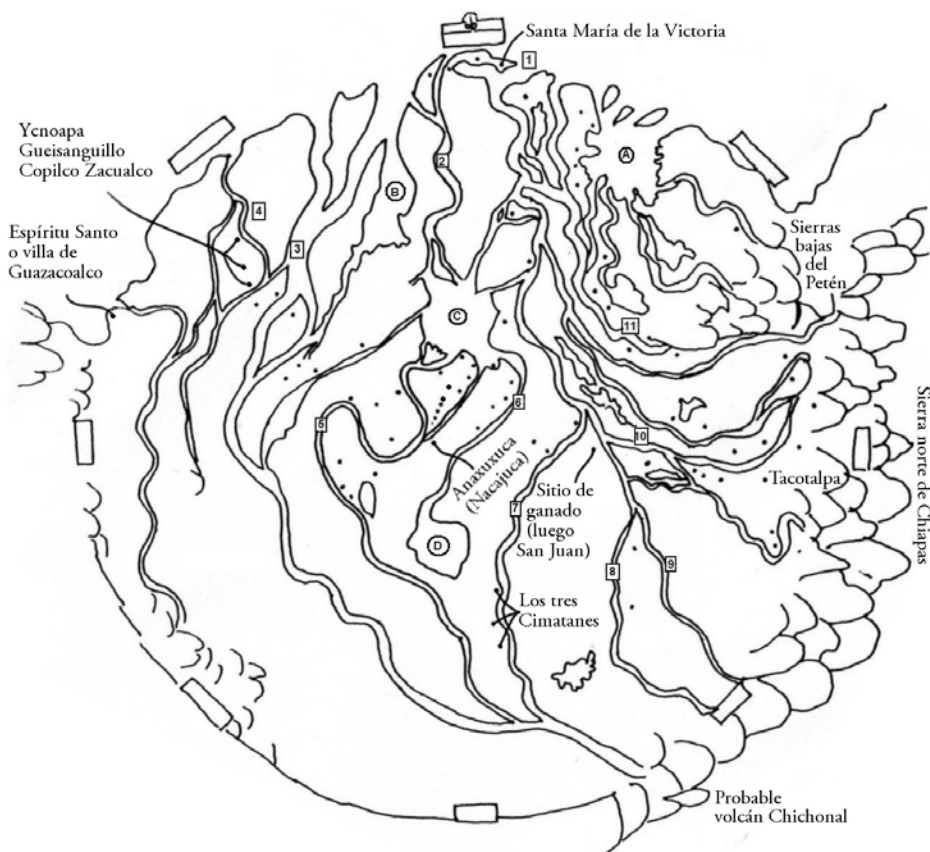 Santa María de la Victoria
1
Ycnoapa
Gueisanguillo
Copilco Zacualco
A
2
B
4
Espíritu Santo
o villa de
Guazacoalco
3
Sierras
bajas
del
Petén
C
11
6
5
10
Sierra norte de Chiapas
Anaxuxuca
(Nacajuca)
Sitio de
ganado
(luego
San Juan)
Tacotalpa
7
D
8
9
Los tres
Cimatanes
Probable
volcán Chichonal